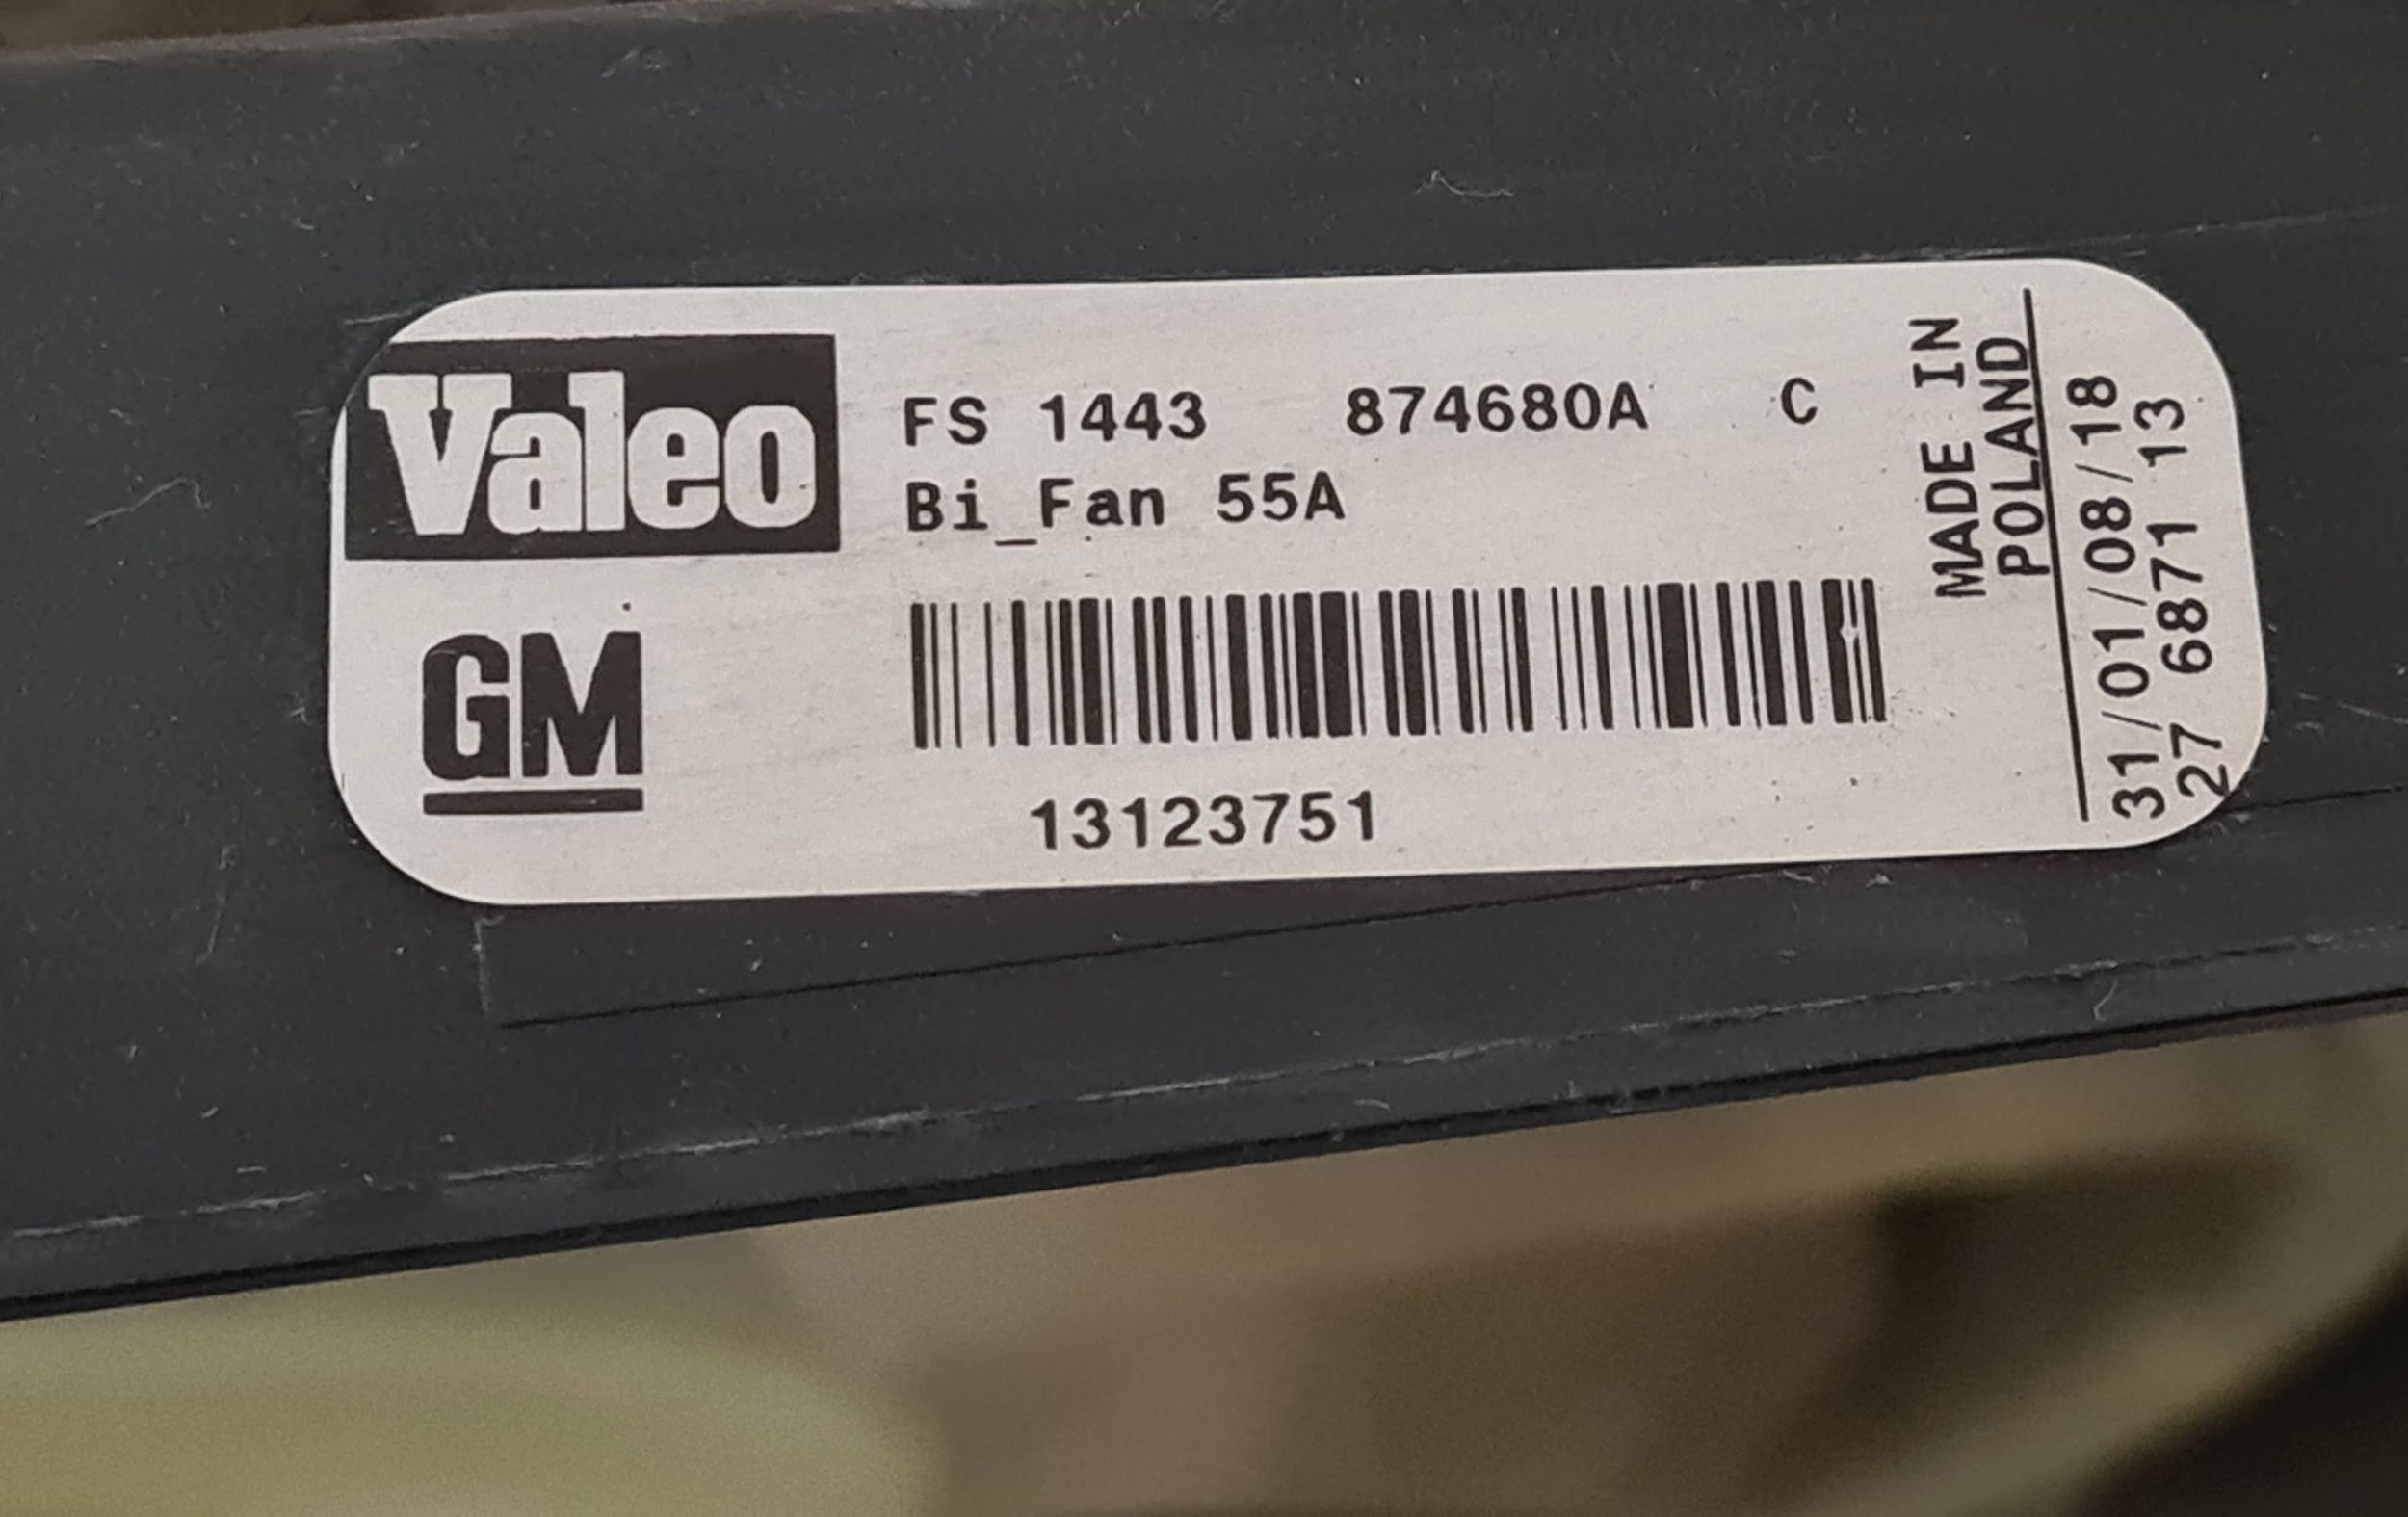 Valeo
FS 1443 874680A C
Bi_Fan 55A
GM
13123751
MADE IN
POLAND
31/01/08/18
27 6871 13